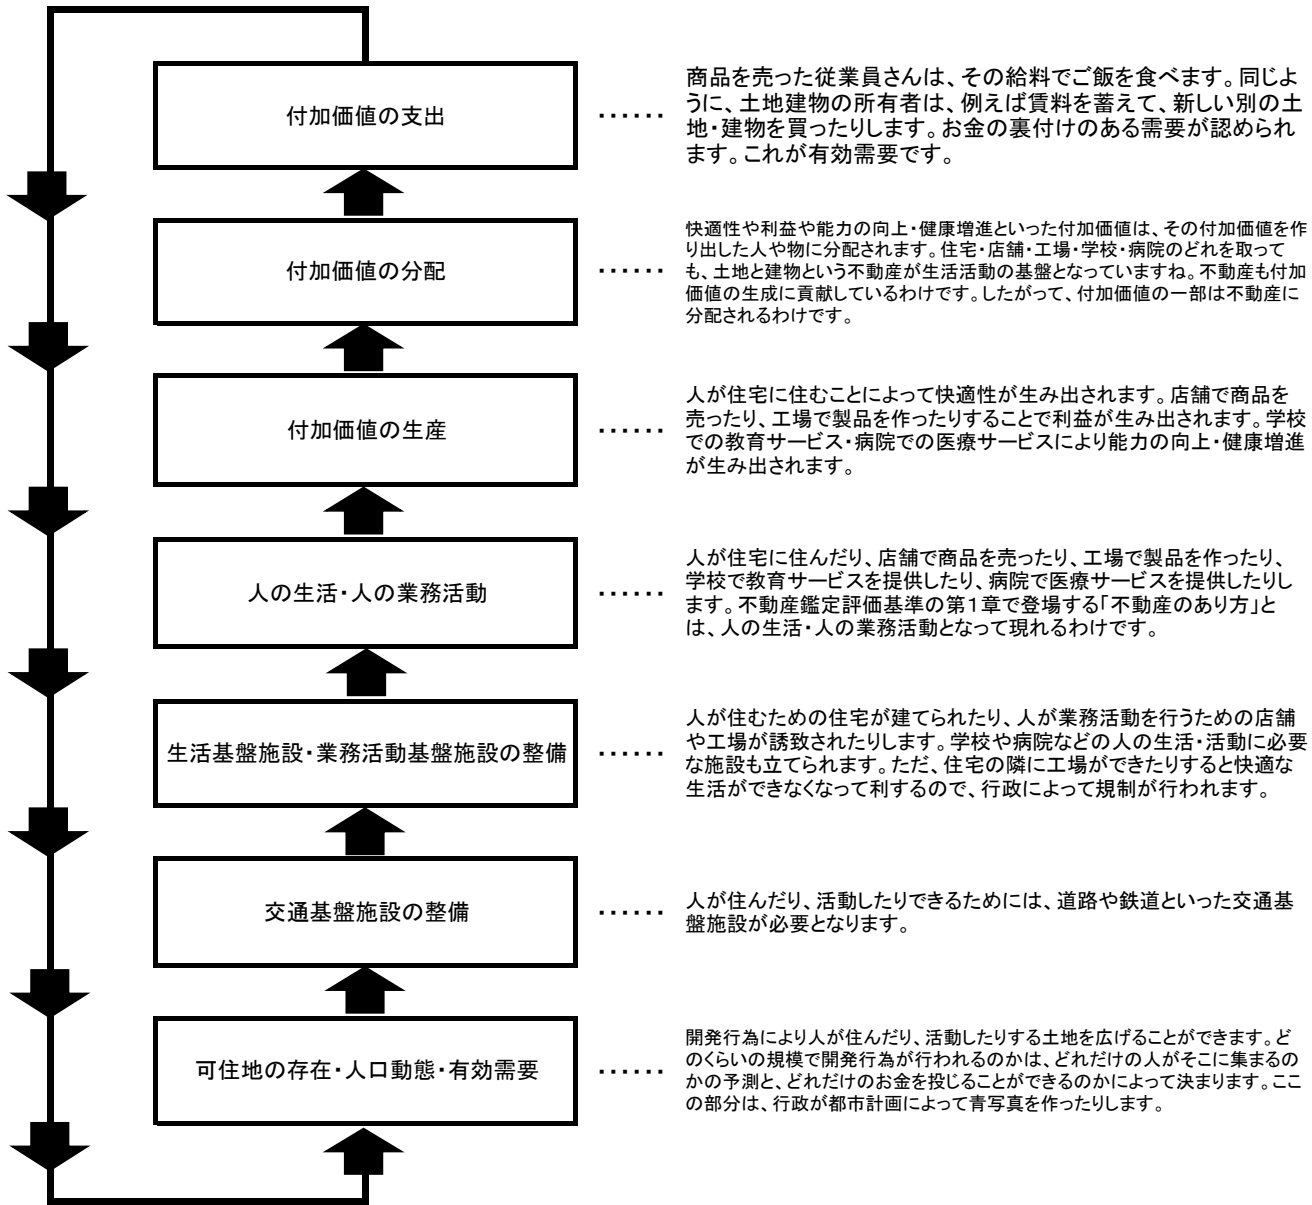 付加価値の支出
‥‥‥
商品を売った従業員さんは、その給料でご飯を食べます。同じよ
うに、土地建物の所有者は、例えば賃料を蓄えて、新しい別の土
地・建物を買ったりします。お金の裏付けのある需要が認められ
ます。これが有効需要です。
付加価値の分配
‥‥‥
快適性や利益や能力の向上・健康増進といった付加価値は、その付加価値を作
り出した人や物に分配されます。住宅・店舗・工場・学校・病院のどれを取って
も、土地と建物という不動産が生活活動の基盤となっていますね。不動産も付加
価値の生成に貢献しているわけです。したがって、付加価値の一部は不動産に
分配されるわけです。
付加価値の生産
‥‥‥
人が住宅に住むことによって快適性が生み出されます。店舗で商品を
売ったり、工場で製品を作ったりすることで利益が生み出されます。学校
での教育サービス・病院での医療サービスにより能力の向上・健康増進
が生み出されます。
人の生活・人の業務活動
‥‥‥
人が住宅に住んだり、店舗で商品を売ったり、工場で製品を作ったり、
学校で教育サービスを提供したり、病院で医療サービスを提供したりし
ます。不動産鑑定評価基準の第1章で登場する「不動産のあり方」と
は、人の生活・人の業務活動となって現れるわけです。
生活基盤施設・業務活動基盤施設の整備
‥‥‥
人が住むための住宅が建てられたり、人が業務活動を行うための店舗
や工場が誘致されたりします。学校や病院などの人の生活・活動に必要
な施設も立てられます。ただ、住宅の隣に工場ができたりすると快適な
生活ができなくなって利するので、行政によって規制が行われます。
交通基盤施設の整備
‥‥‥
人が住んだり、活動したりできるためには、道路や鉄道といった交通基
盤施設が必要となります。
可住地の存在・人口動態・有効需要
‥‥‥
開発行為により人が住んだり、活動したりする土地を広げることができます。ど
のくらいの規模で開発行為が行われるのかは、どれだけの人がそこに集まるの
かの予測と、どれだけのお金を投じることができるのかによって決まります。ここ
の部分は、行政が都市計画によって青写真を作ったりします。